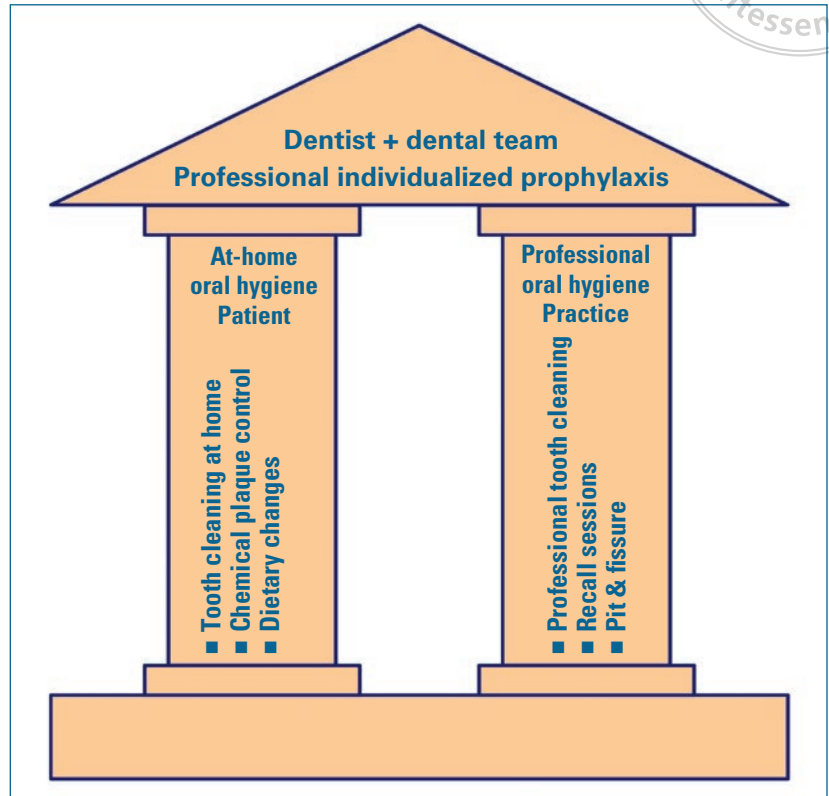 Dentist + dental team
Professional individualized prophylaxis
At-home
oral hygiene
Patient
■ Tooth cleaning at home
■ Chemical plaque control
■ Dietary changes
Professional
oral hygiene
Practice
■ Professional tooth cleaning
■ Recall sessions
■ Pit & fissure